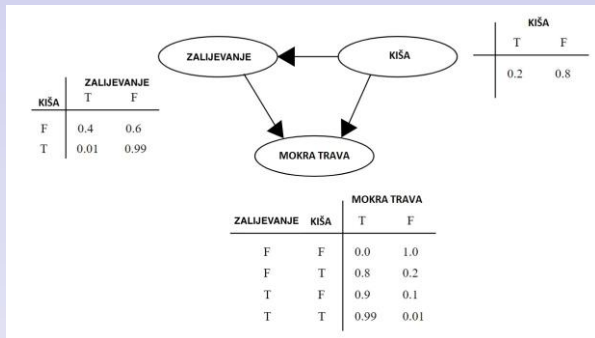 KIŠA
T F
0.2 0.8
ZALIJEVANJE
KIŠA
ZALIJEVANJE
KIŠA T F
F 0.4 0.6
T 0.01 0.99
MOKRA TRAVA
MOKRA TRAVA
ZALIJEVANJE KIŠA T F
F F 0.0 1.0
F T 0.8 0.2
T F 0.9 0.1
T T 0.99 0.01